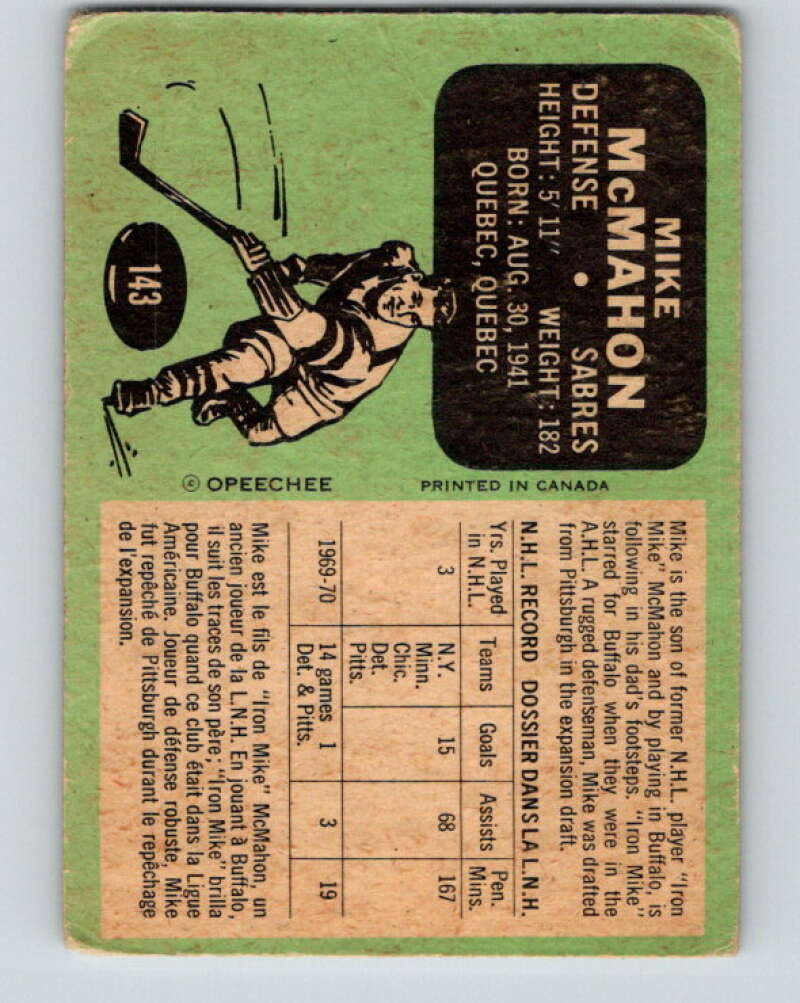 MIKE
McMAHON
DEFENSE • SABRES
HEIGHT: 5'11" WEIGHT: 182
BORN: AUG. 30, 1941
QUEBEC, QUEBEC
143
© OPEECHEE
PRINTED IN CANADA
Mike is the son of former N.H.L. player "Iron
Mike" McMahon and by playing in Buffalo, is
following in his dad's footsteps. "Iron Mike"
starred for Buffalo when they were in the
A.H.L. A rugged defenseman, Mike was drafted
from Pittsburgh in the expansion draft.
N.H.L. RECORD DOSSIER DANS LA L.N.H.
Yrs. Played in N.H.L. Teams Goals Assists Pen. Mins.
3 N.Y. 15 68 167
Minn.
Chic.
Det.
Pitts.
1969-70 14 games 1 3 19
Det. & Pitts.
Mike est le fils de "Iron Mike" McMahon, un
ancien joueur de la L.N.H. En jouant à Buffalo,
il suit les traces de son père; "Iron Mike" brilla
pour Buffalo quand ce club était dans la Ligue
Américaine. Joueur de défense robuste, Mike
fut repêché de Pittsburgh durant le repêchage
de l'expansion.